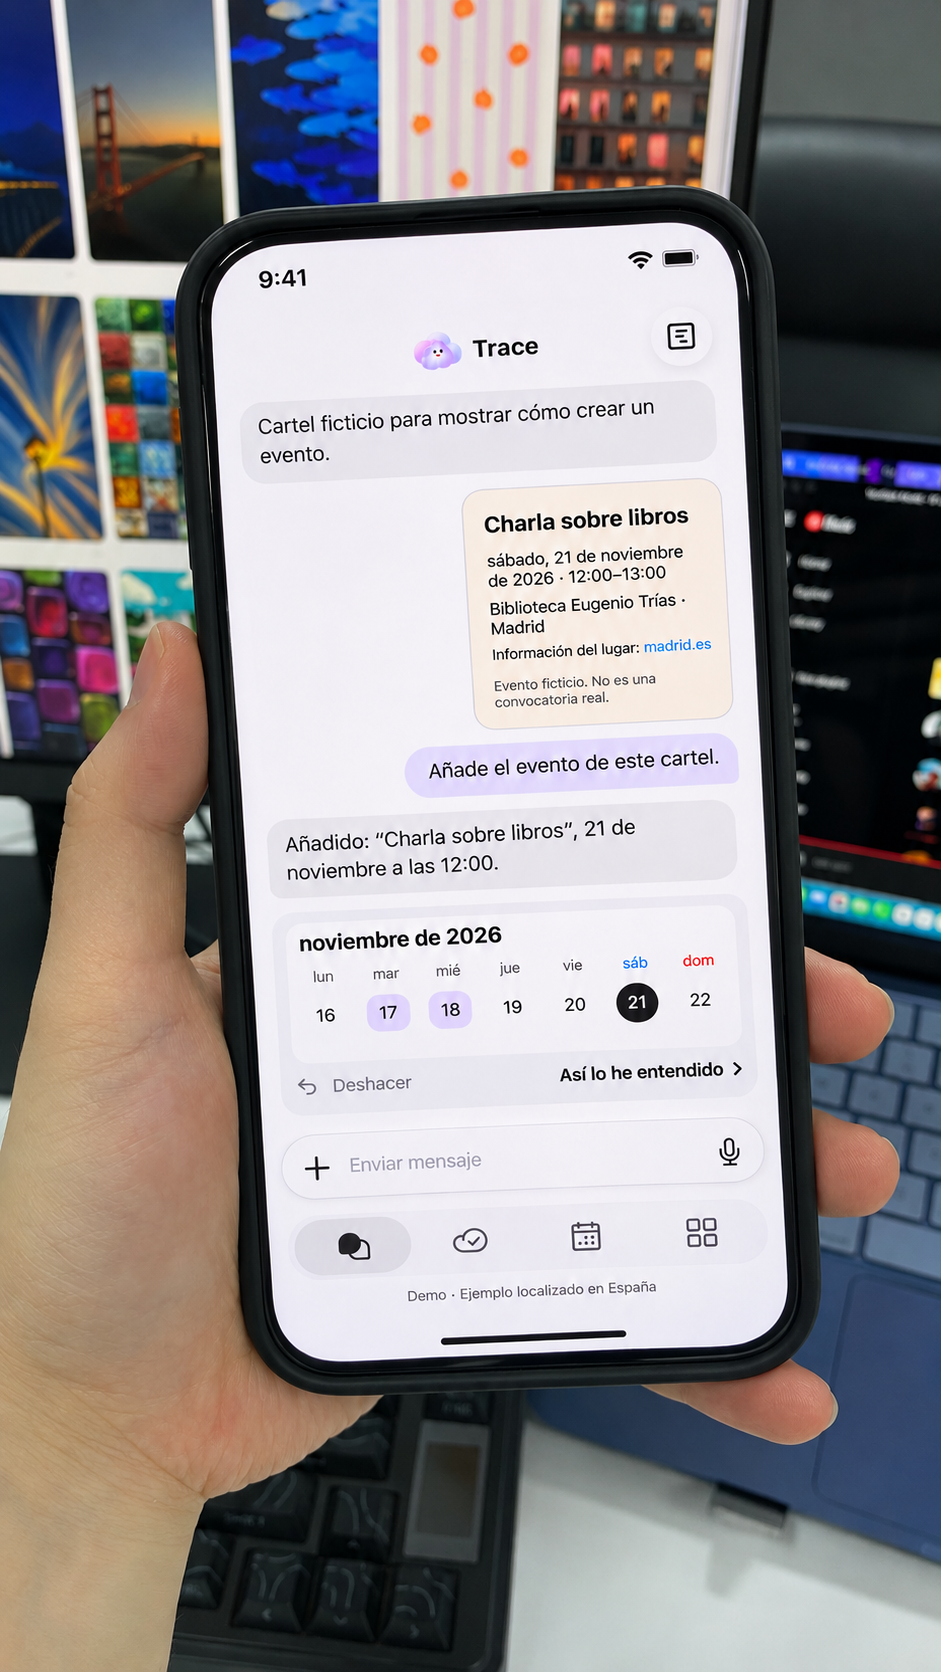 9:41
Trace
Cartel ficticio para mostrar cómo crear un
evento.
Charla sobre libros
sábado, 21 de noviembre
de 2026 · 12:00–13:00
Biblioteca Eugenio Trías ·
Madrid
Información del lugar: madrid.es
Evento ficticio. No es una
convocatoria real.
Añade el evento de este cartel.
Añadido: “Charla sobre libros”, 21 de
noviembre a las 12:00.
noviembre de 2026
lun mar mié jue vie sáb dom
16 17 18 19 20 21 22
Deshacer
Así lo he entendido
Enviar mensaje
Demo · Ejemplo localizado en España